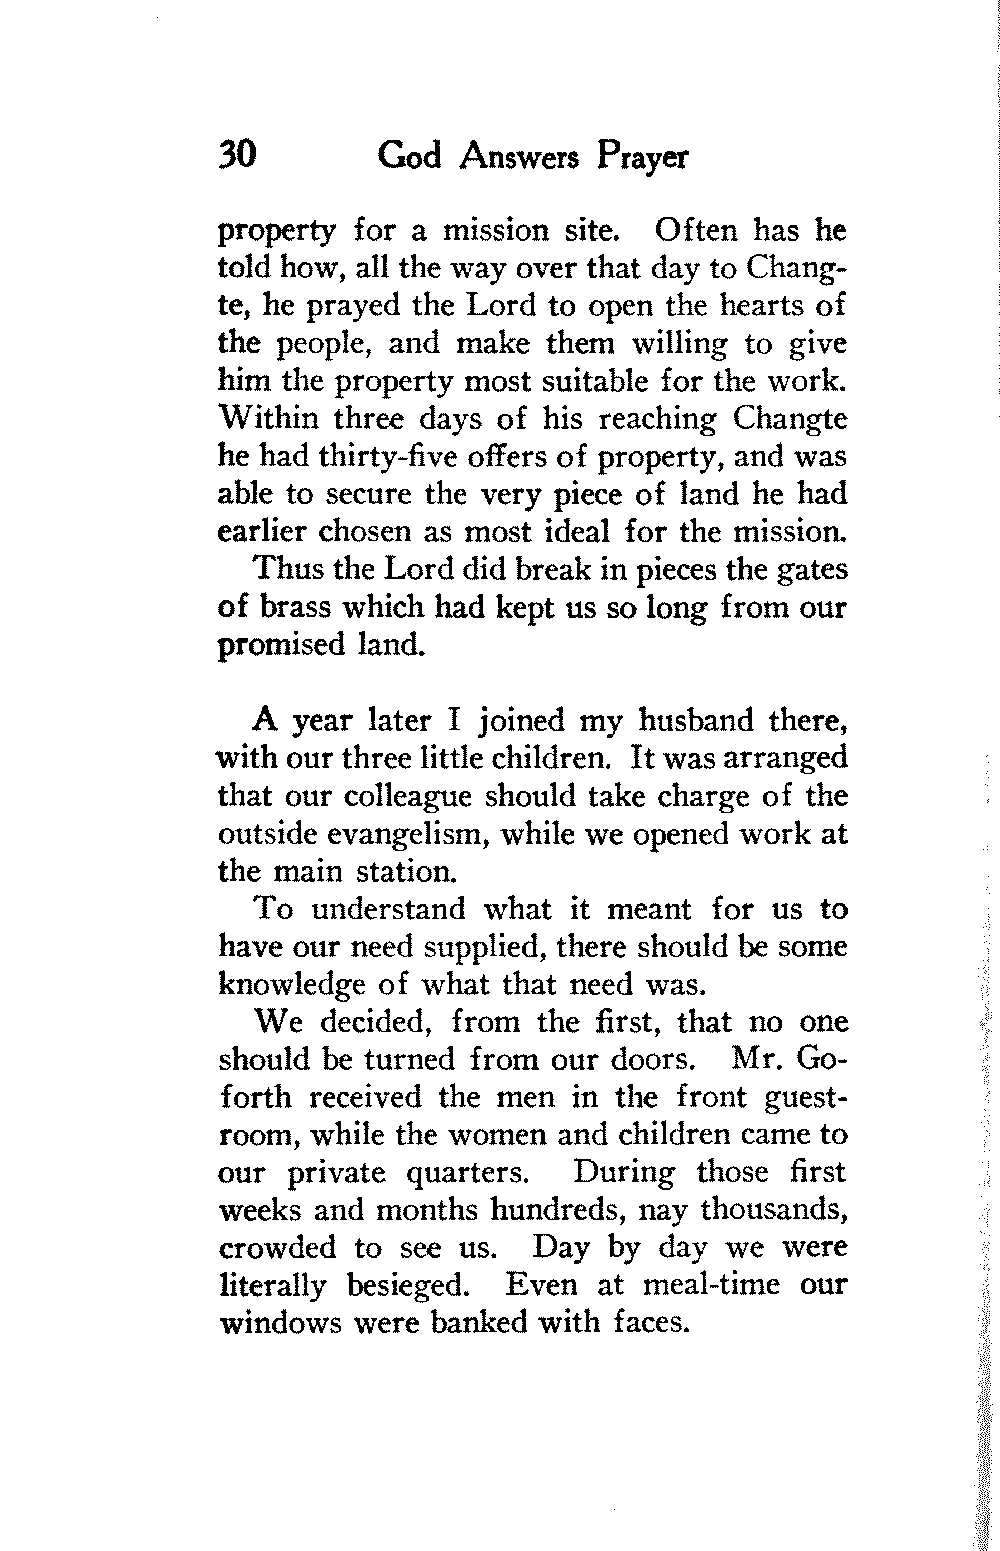 30 God Answers Prayer
property for a mission site. Often has he
told how, all the way over that day to Chang-
te, he prayed the Lord to open the hearts of
the people, and make them willing to give
him the property most suitable for the work.
Within three days of his reaching Changte
he had thirty-five offers of property, and was
able to secure the very piece of land he had
earlier chosen as most ideal for the mission.
Thus the Lord did break in pieces the gates
of brass which had kept us so long from our
promised land.
A year later I joined my husband there,
with our three little children. It was arranged
that our colleague should take charge of the
outside evangelism, while we opened work at
the main station.
To understand what it meant for us to
have our need supplied, there should be some
knowledge of what that need was.
We decided, from the first, that no one
should be turned from our doors. Mr. Go-
forth received the men in the front guest-
room, while the women and children came to
our private quarters. During those first
weeks and months hundreds, nay thousands,
crowded to see us. Day by day we were
literally besieged. Even at meal-time our
windows were banked with faces.